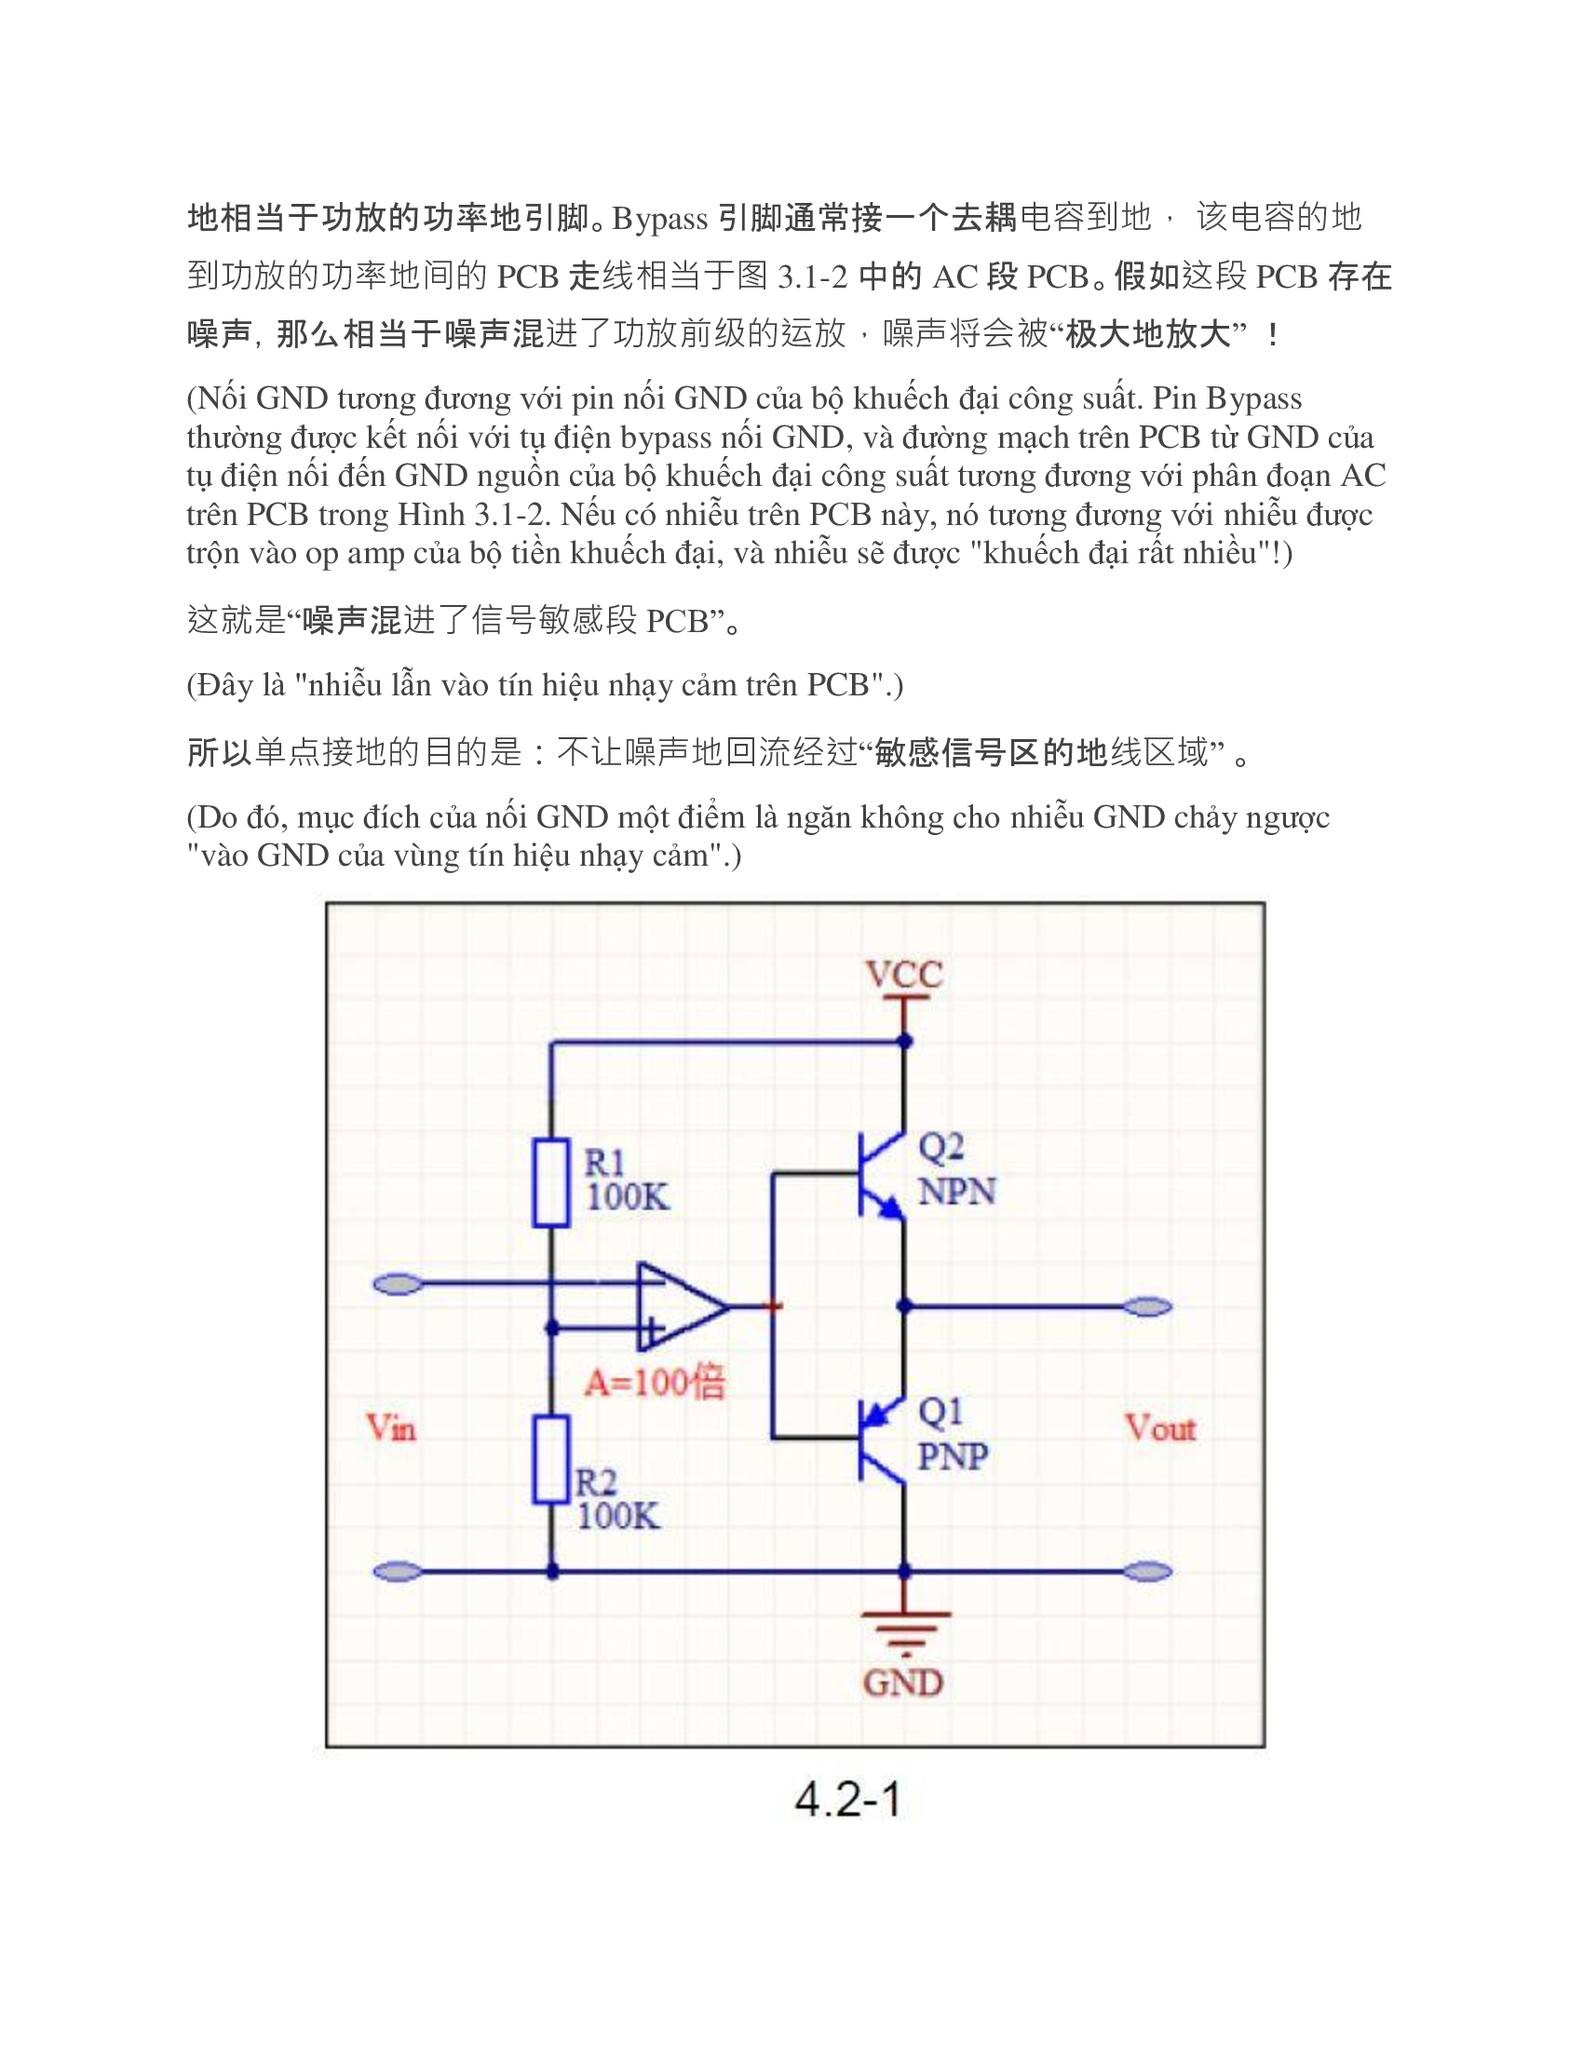 地相当于功放的功率地引脚。Bypass 引脚通常接一个去耦电容到地， 该电容的地
到功放的功率地间的 PCB 走线相当于图 3.1-2 中的 AC 段 PCB。假如这段 PCB 存在
噪声, 那么相当于噪声混进了功放前级的运放，噪声将会被“极大地放大” ！
(Nối GND tương đương với pin nối GND của bộ khuếch đại công suất. Pin Bypass
thường được kết nối với tụ điện bypass nối GND, và đường mạch trên PCB từ GND của
tụ điện nối đến GND nguồn của bộ khuếch đại công suất tương đương với phân đoạn AC
trên PCB trong Hình 3.1-2. Nếu có nhiễu trên PCB này, nó tương đương với nhiễu được
trộn vào op amp của bộ tiền khuếch đại, và nhiễu sẽ được "khuếch đại rất nhiều"!)
这就是“噪声混进了信号敏感段 PCB”。
(Đây là "nhiễu lẫn vào tín hiệu nhạy cảm trên PCB".)
所以单点接地的目的是：不让噪声地回流经过“敏感信号区的地线区域” 。
(Do đó, mục đích của nối GND một điểm là ngăn không cho nhiễu GND chảy ngược
"vào GND của vùng tín hiệu nhạy cảm".)
VCC
Q2
NPN
R1
100K
A=100倍
Vin
Q1
PNP
Vout
R2
100K
GND
4.2-1